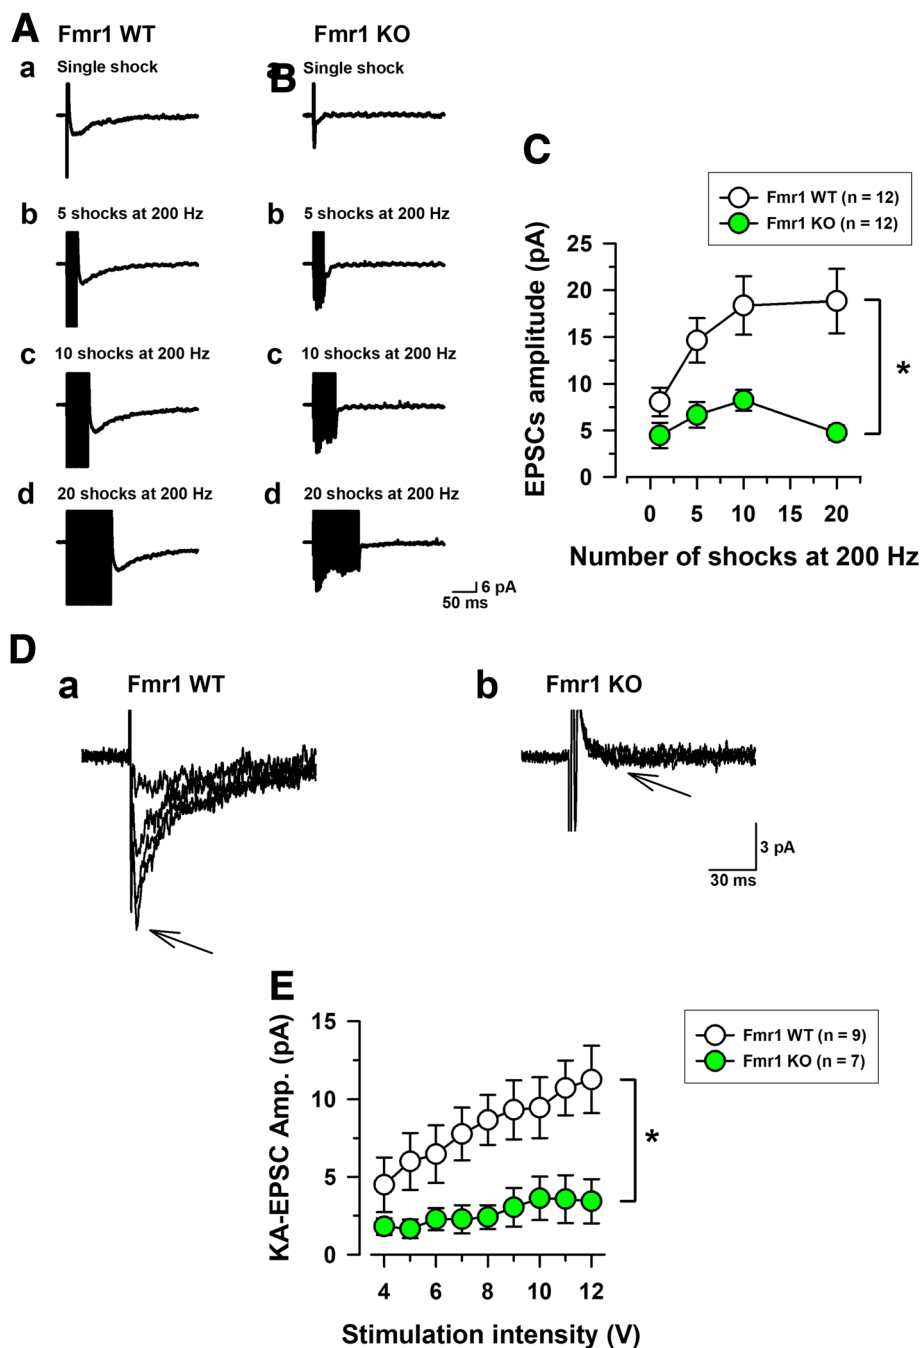 A
Fmr1 WT
Fmr1 KO
a
Single shock
a
B
Single shock
b
5 shocks at 200 Hz
b
5 shocks at 200 Hz
c
10 shocks at 200 Hz
c
10 shocks at 200 Hz
d
20 shocks at 200 Hz
d
20 shocks at 200 Hz
6 pA
50 ms
C
Fmr1 WT (n = 12)
Fmr1 KO (n = 12)
EPSCs amplitude (pA)
25
20
15
10
5
0
*
0 5 10 15 20
Number of shocks at 200 Hz
D
a
Fmr1 WT
b
Fmr1 KO
3 pA
30 ms
E
Fmr1 WT (n = 9)
Fmr1 KO (n = 7)
KA-EPSC Amp. (pA)
15
10
5
0
*
4 6 8 10 12
Stimulation intensity (V)